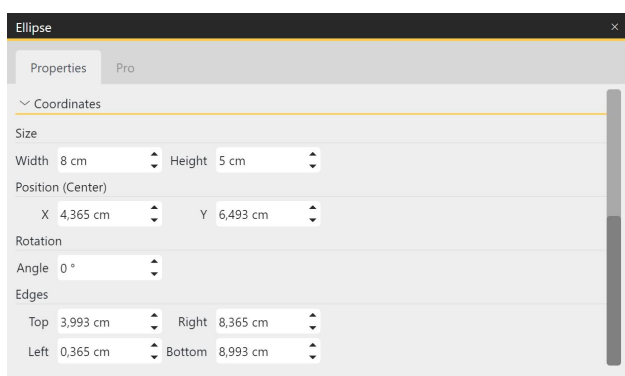 Ellipse
Properties Pro
Coordinates
Size
Width 8 cm Height 5 cm
Position (Center)
X 4,365 cm Y 6,493 cm
Rotation
Angle 0 °
Edges
Top 3,993 cm Right 8,365 cm
Left 0,365 cm Bottom 8,993 cm